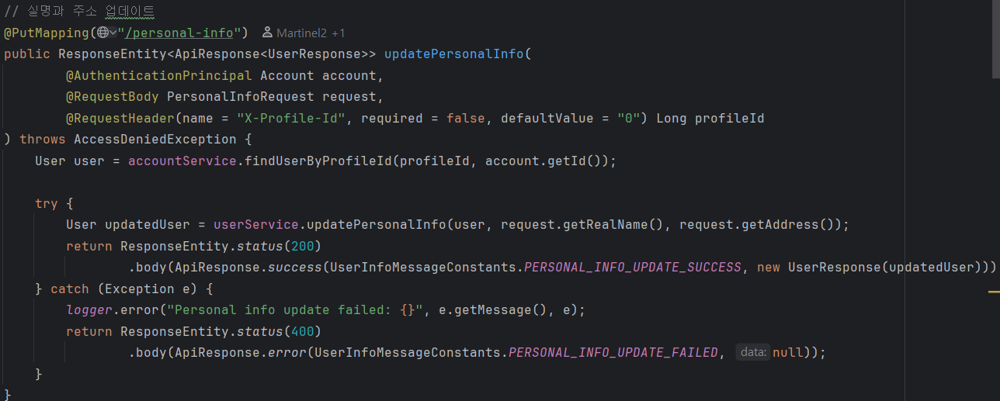 // 실명과 주소 업데이트
@PutMapping("/personal-info") Martinel2 +1
public ResponseEntity<ApiResponse<UserResponse>> updatePersonalInfo(
@AuthenticationPrincipal Account account,
@RequestBody PersonalInfoRequest request,
@RequestHeader(name = "X-Profile-Id", required = false, defaultValue = "0") Long profileId
) throws AccessDeniedException {
User user = accountService.findUserByProfileId(profileId, account.getId());
try {
User updatedUser = userService.updatePersonalInfo(user, request.getRealName(), request.getAddress());
return ResponseEntity.status(200)
.body(ApiResponse.success(UserInfoMessageConstants.PERSONAL_INFO_UPDATE_SUCCESS, new UserResponse(updatedUser)))
} catch (Exception e) {
logger.error("Personal info update failed: {}", e.getMessage(), e);
return ResponseEntity.status(400)
.body(ApiResponse.error(UserInfoMessageConstants.PERSONAL_INFO_UPDATE_FAILED, data: null));
}
}